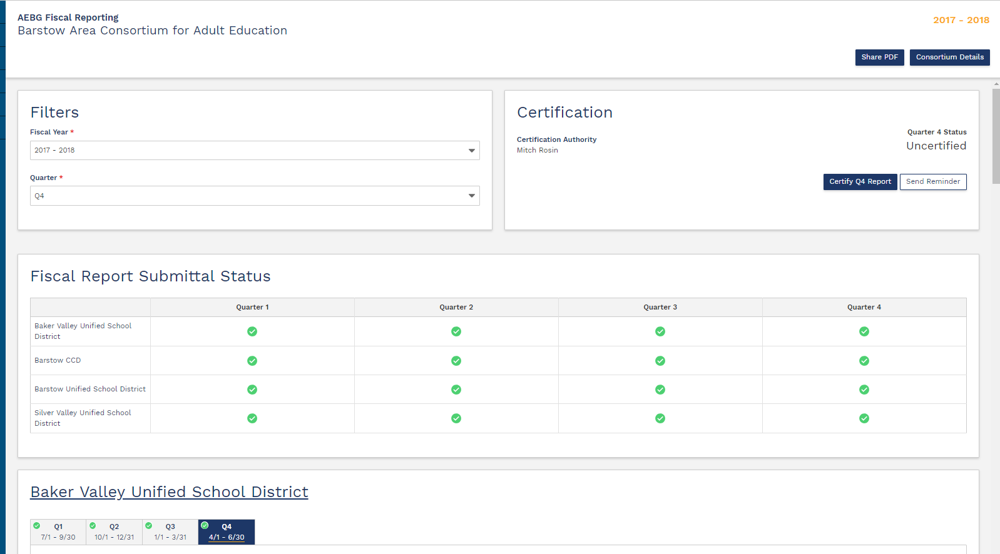 AEBG Fiscal Reporting
Barstow Area Consortium for Adult Education
2017 - 2018
Share PDF
Consortium Details
Filters
Fiscal Year *
2017 - 2018
Quarter *
Q4
Certification
Certification Authority
Mitch Rosin
Quarter 4 Status
Uncertified
Certify Q4 Report
Send Reminder
Fiscal Report Submittal Status
Quarter 1 Quarter 2 Quarter 3 Quarter 4
Baker Valley Unified School
District
Barstow CCD
Barstow Unified School District
Silver Valley Unified School
District
Baker Valley Unified School District
Q1 Q2 Q3 Q4
7/1 - 9/30 10/1 - 12/31 1/1 - 3/31 4/1 - 6/30